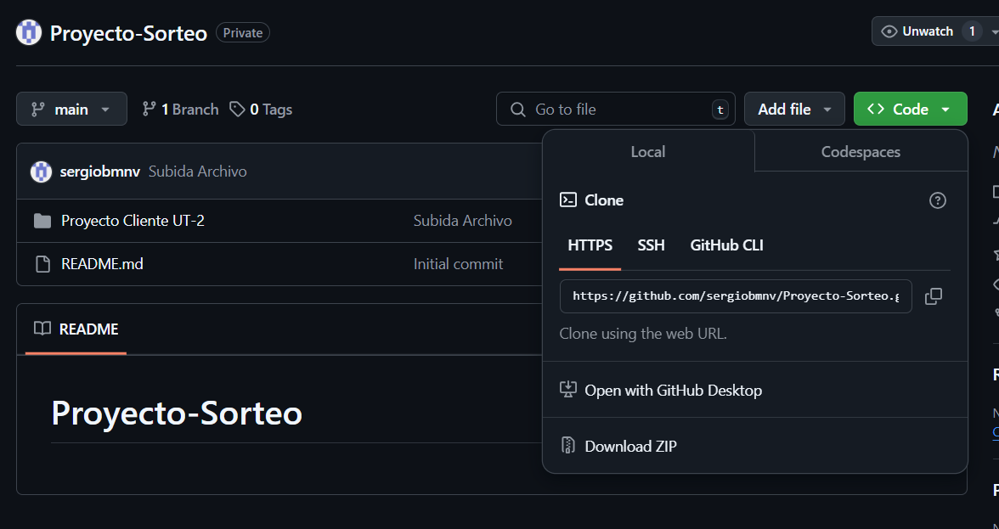 Proyecto-Sorteo Private Unwatch 1
main 1 Branch 0 Tags Go to file t Add file Code
Local Codespaces
sergiobmnv Subida Archivo
Clone
Proyecto Cliente UT-2 Subida Archivo
HTTPS SSH GitHub CLI
README.md Initial commit
https://github.com/sergiobmnv/Proyecto-Sorteo.g
README
Clone using the web URL.
Open with GitHub Desktop
Proyecto-Sorteo
Download ZIP